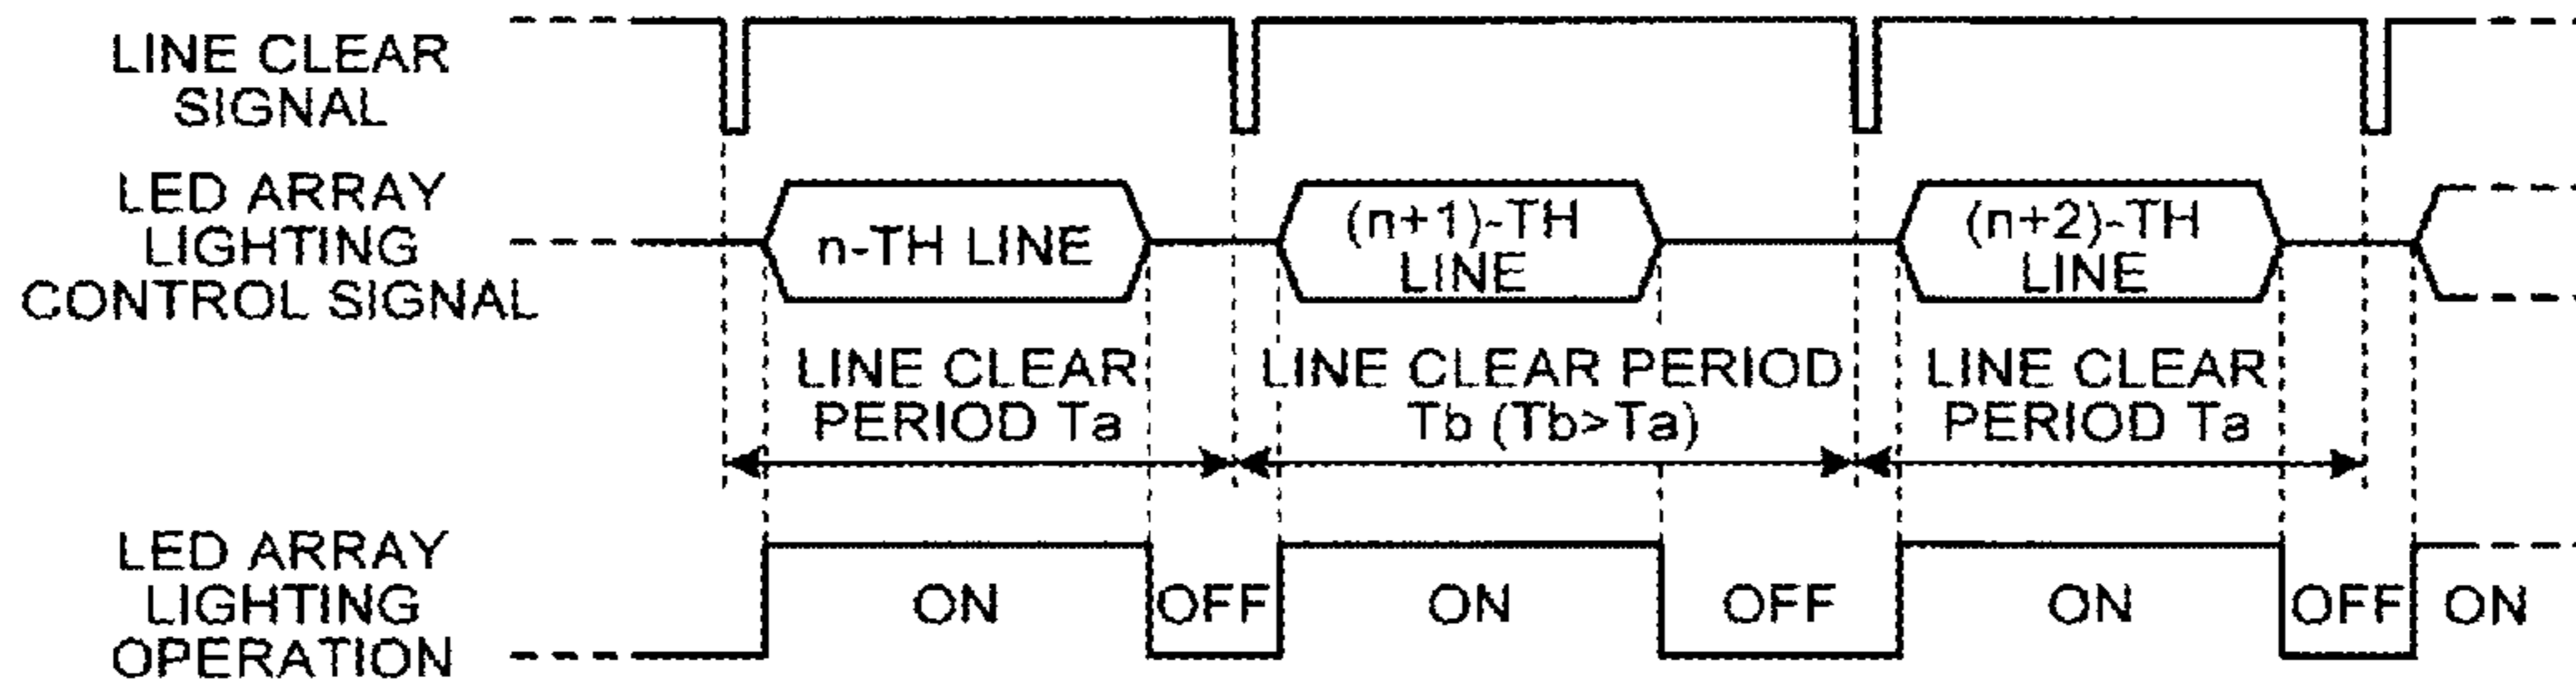 LINE CLEAR
SIGNAL
LED ARRAY
LIGHTING
CONTROL SIGNAL
n-TH LINE
(n+1)-TH
LINE
(n+2)-TH
LINE
LINE CLEAR
PERIOD Ta
LINE CLEAR PERIOD
Tb (Tb>Ta)
LINE CLEAR
PERIOD Ta
LED ARRAY
LIGHTING
OPERATION
ON
OFF
ON
OFF
ON
OFF
ON